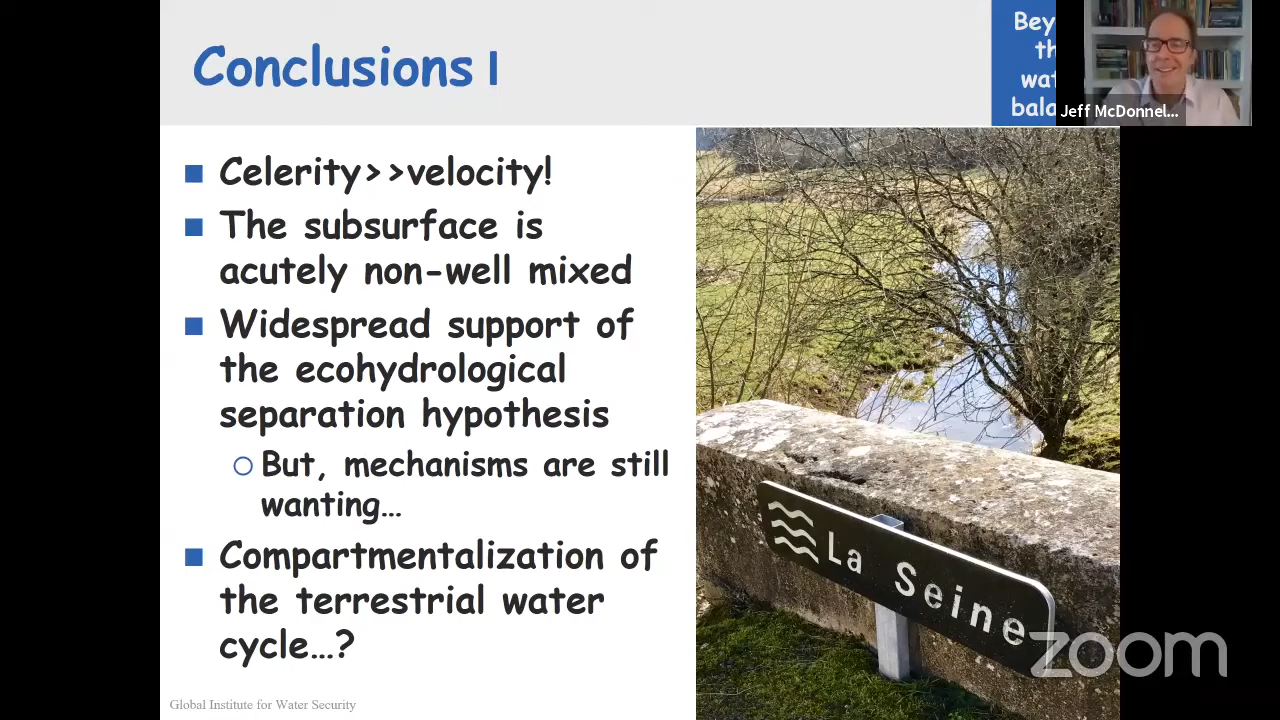 Conclusions I
Bey
th
wat
bala
Jeff McDonnel...
Celerity>>velocity!
The subsurface is
acutely non-well mixed
Widespread support of
the ecohydrological
separation hypothesis
But, mechanisms are still
wanting...
Compartmentalization of
the terrestrial water
cycle...?
La Seine
zoom
Global Institute for Water Security